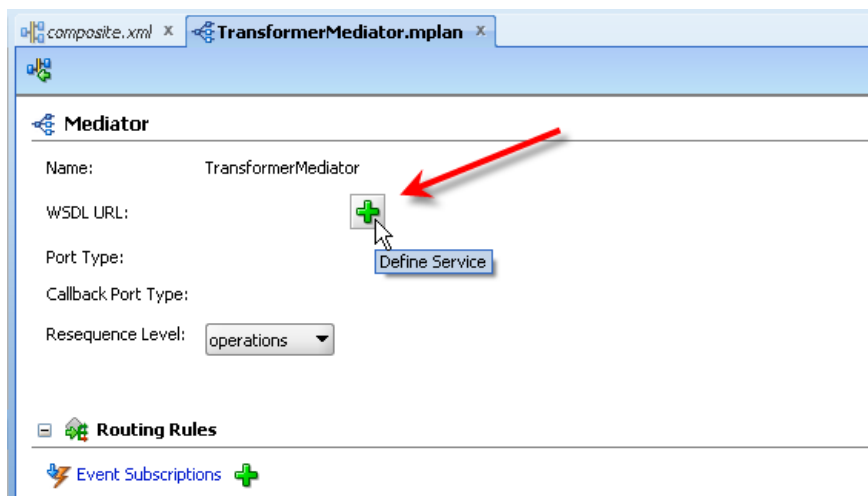 composite.xml x TransformerMediator.mplan x
Mediator
Name: TransformerMediator
WSDL URL:
Define Service
Port Type:
Callback Port Type:
Resequence Level: operations
Routing Rules
Event Subscriptions